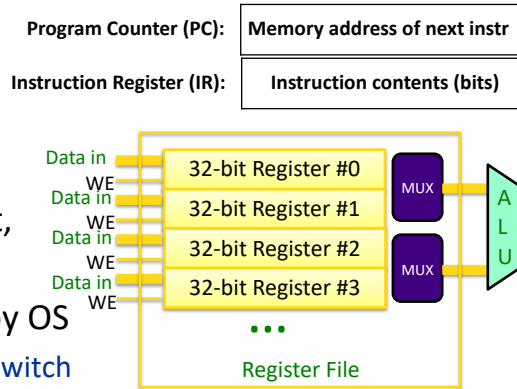 Program Counter (PC): Memory address of next instr
Instruction Register (IR): Instruction contents (bits)
Data in
WE
32-bit Register #0
MUX
Data in
WE
32-bit Register #1
Data in
WE
32-bit Register #2
MUX
Data in
WE
32-bit Register #3
A
L
U
...
Register File
by OS
witch